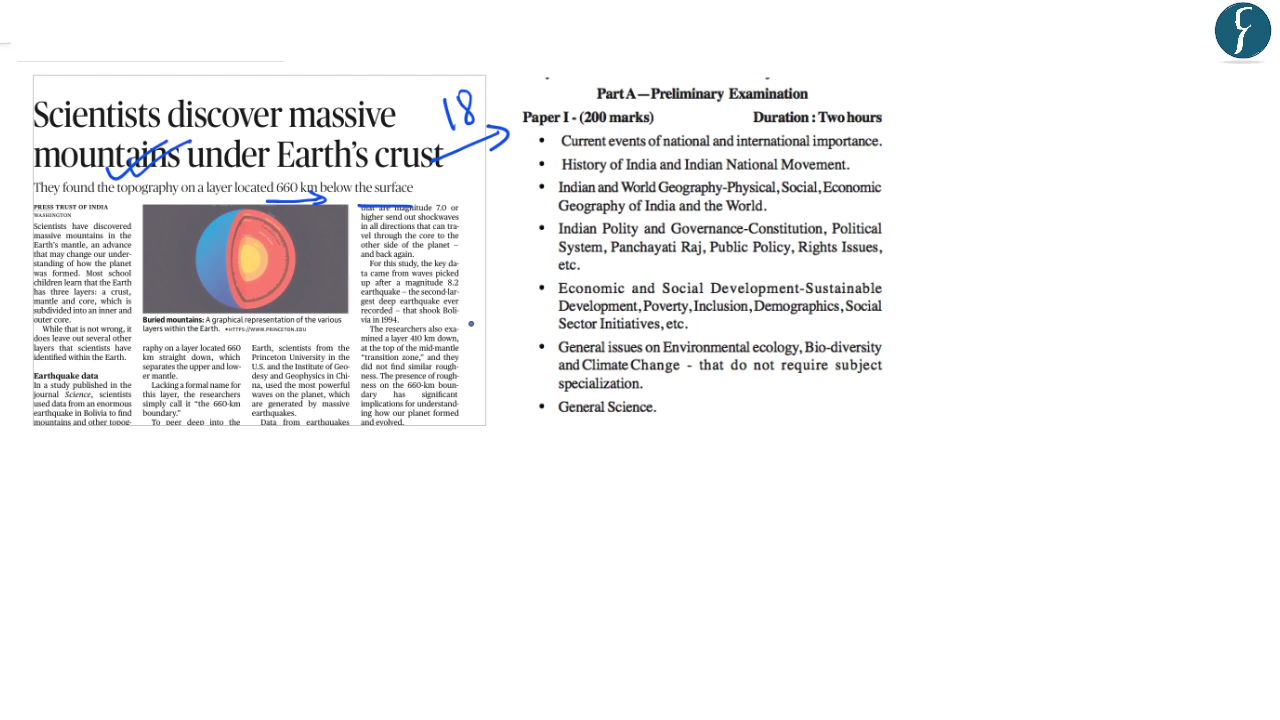 Scientists discover massive
mountains under Earth's crust
They found the topography on a layer located 660 km below the surface
18
PRESS TRUST OF INDIA
WASHINGTON
Scientists have discovered
massive mountains in the
Earth's mantle, an advance
that may change our under-
standing of how the planet
was formed. Most school
children learn that the Earth
has three layers: a crust,
mantle and core, which is
subdivided into an inner and
outer core.
While that is not wrong, it
does leave out several other
layers that scientists have
identified within the Earth.
Earthquake data
In a study published in the
journal Science, scientists
used data from an enormous
earthquake in Bolivia to find
mountains and other topog-
Buried mountains: A graphical representation of the various
layers within the Earth. •HTTPS://WWW.PRINCETON.EDU
raphy on a layer located 660
km straight down, which
separates the upper and low-
er mantle.
Lacking a formal name for
this layer, the researchers
simply call it "the 660-km
boundary."
To peer deep into the
Earth, scientists from the
Princeton University in the
U.S. and the Institute of Geo-
desy and Geophysics in Chi-
na, used the most powerful
waves on the planet, which
are generated by massive
earthquakes.
Data from earthquakes
that are magnitude 7.0 or
higher send out shockwaves
in all directions that can tra-
vel through the core to the
other side of the planet –
and back again.
For this study, the key da-
ta came from waves picked
up after a magnitude 8.2
earthquake – the second-lar-
gest deep earthquake ever
recorded – that shook Boli-
via in 1994.
The researchers also exa-
mined a layer 410 km down,
at the top of the mid-mantle
"transition zone," and they
did not find similar rough-
ness. The presence of rough-
ness on the 660-km boun-
dary has significant
implications for understand-
ing how our planet formed
and evolved.
Part A—Preliminary Examination
Paper I - (200 marks) Duration : Two hours
• Current events of national and international importance.
• History of India and Indian National Movement.
• Indian and World Geography-Physical, Social, Economic
Geography of India and the World.
• Indian Polity and Governance-Constitution, Political
System, Panchayati Raj, Public Policy, Rights Issues,
etc.
• Economic and Social Development-Sustainable
Development, Poverty, Inclusion, Demographics, Social
Sector Initiatives, etc.
• General issues on Environmental ecology, Bio-diversity
and Climate Change - that do not require subject
specialization.
• General Science.